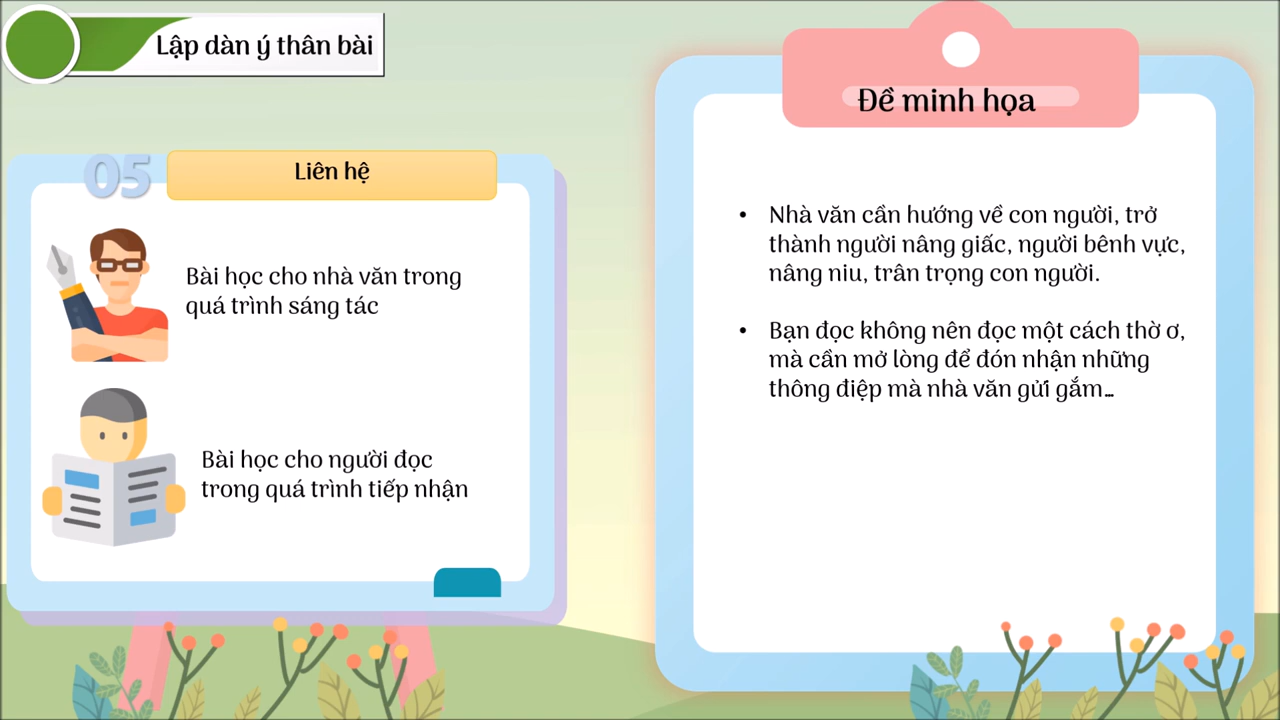 Lập dàn ý thân bài
05
Liên hệ
Bài học cho nhà văn trong
quá trình sáng tác
Bài học cho người đọc
trong quá trình tiếp nhận
Đề minh họa
• Nhà văn cần hướng về con người, trở
thành người nâng giấc, người bênh vực,
nâng niu, trân trọng con người.
• Bạn đọc không nên đọc một cách thờ ơ,
mà cần mở lòng để đón nhận những
thông điệp mà nhà văn gửi gắm...